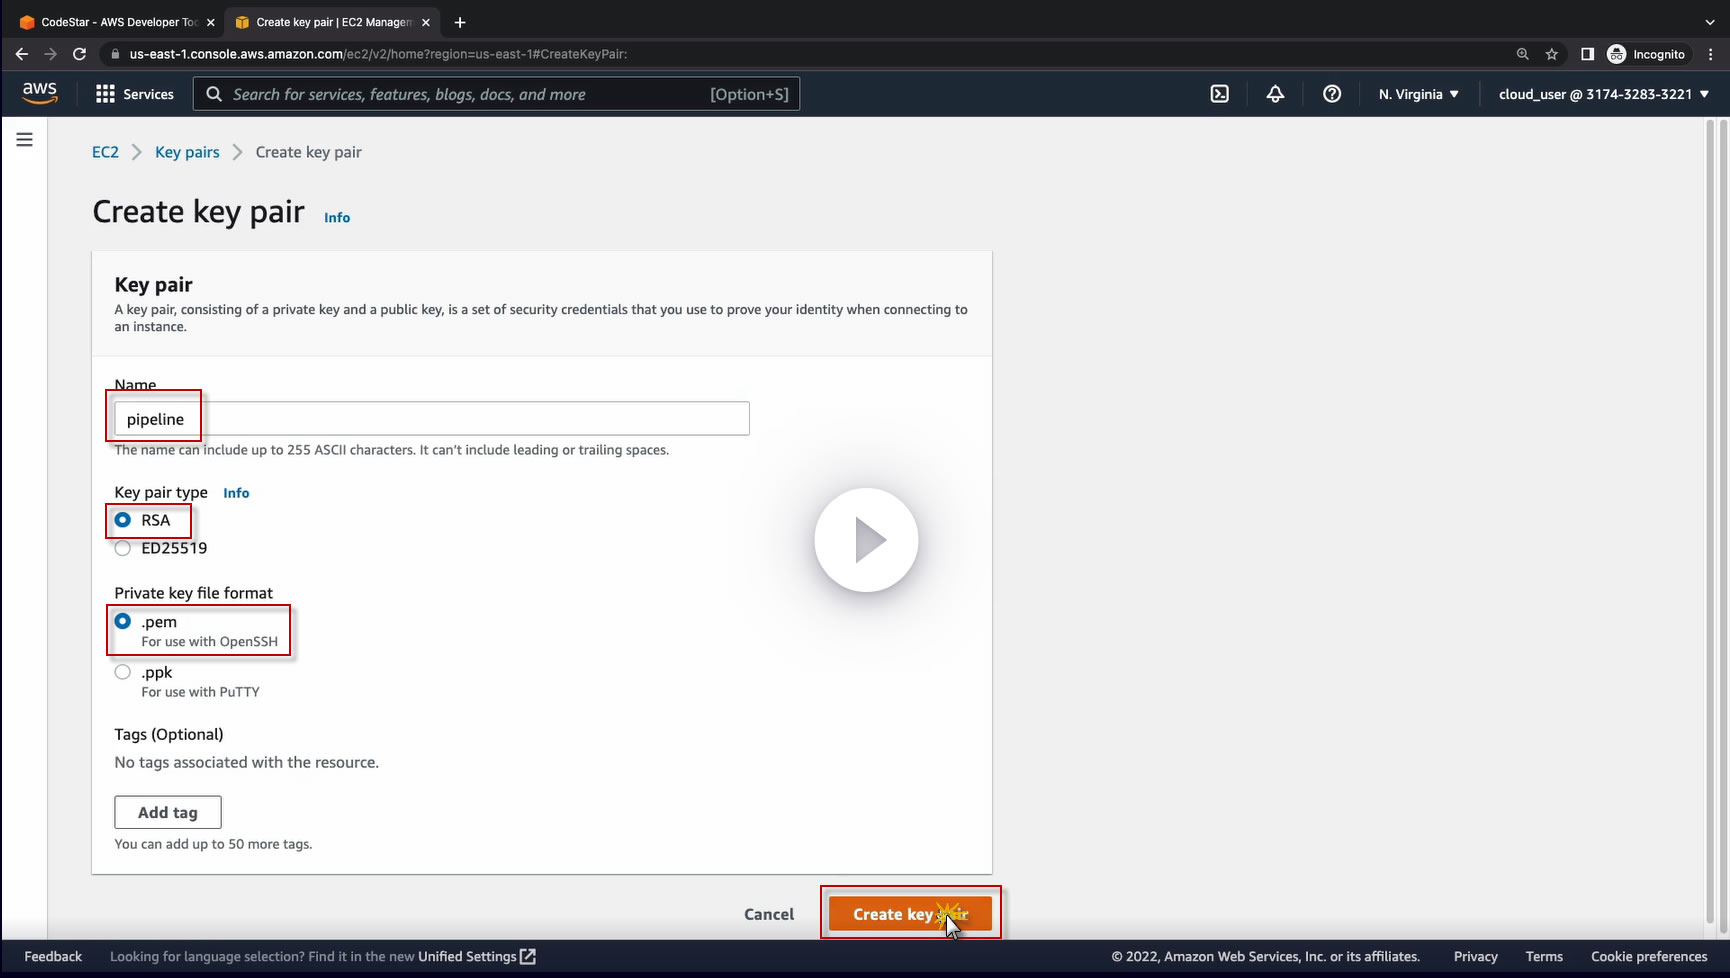 CodeStar - AWS Developer Too
Create key pair | EC2 Managem
us-east-1.console.aws.amazon.com/ec2/v2/home?region=us-east-1#CreateKeyPair:
Incognito
aws
Services
Search for services, features, blogs, docs, and more
[Option+S]
N. Virginia
cloud_user @ 3174-3283-3221
EC2
Key pairs
Create key pair
Create key pair
Info
Key pair
A key pair, consisting of a private key and a public key, is a set of security credentials that you use to prove your identity when connecting to
an instance.
Name
pipeline
The name can include up to 255 ASCII characters. It can't include leading or trailing spaces.
Key pair type
Info
RSA
ED25519
Private key file format
.pem
For use with OpenSSH
.ppk
For use with PuTTY
Tags (Optional)
No tags associated with the resource.
Add tag
You can add up to 50 more tags.
Cancel
Create key
Feedback
Looking for language selection? Find it in the new Unified Settings
© 2022, Amazon Web Services, Inc. or its affiliates.
Privacy
Terms
Cookie preferences